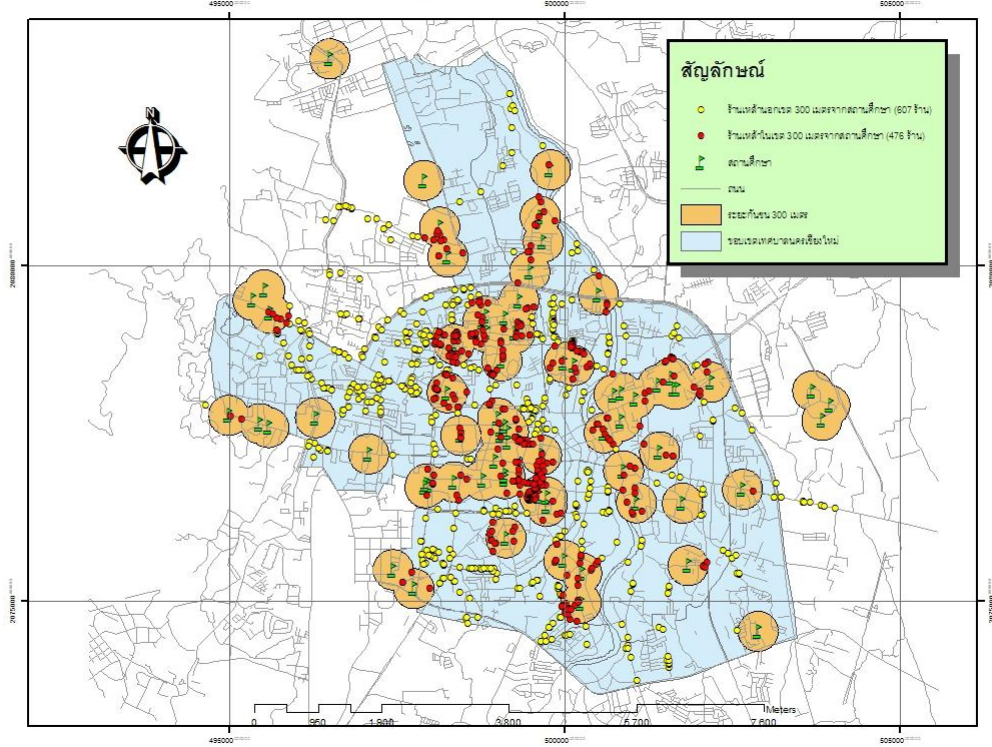 495000
500000
505000
N
สัญลักษณ์
ร้านเหล้านอกเขต 300 เมตรจากสถานศึกษา (607 ร้าน)
ร้านเหล้าในเขต 300 เมตรจากสถานศึกษา (476 ร้าน)
สถานศึกษา
ถนน
ระยะกันชน 300 เมตร
ขอบเขตเทศบาลนครเชียงใหม่
2080000
2075000
2075000
Meters
0 950 1,900 3,800 5,700 7,600
495000
500000
505000